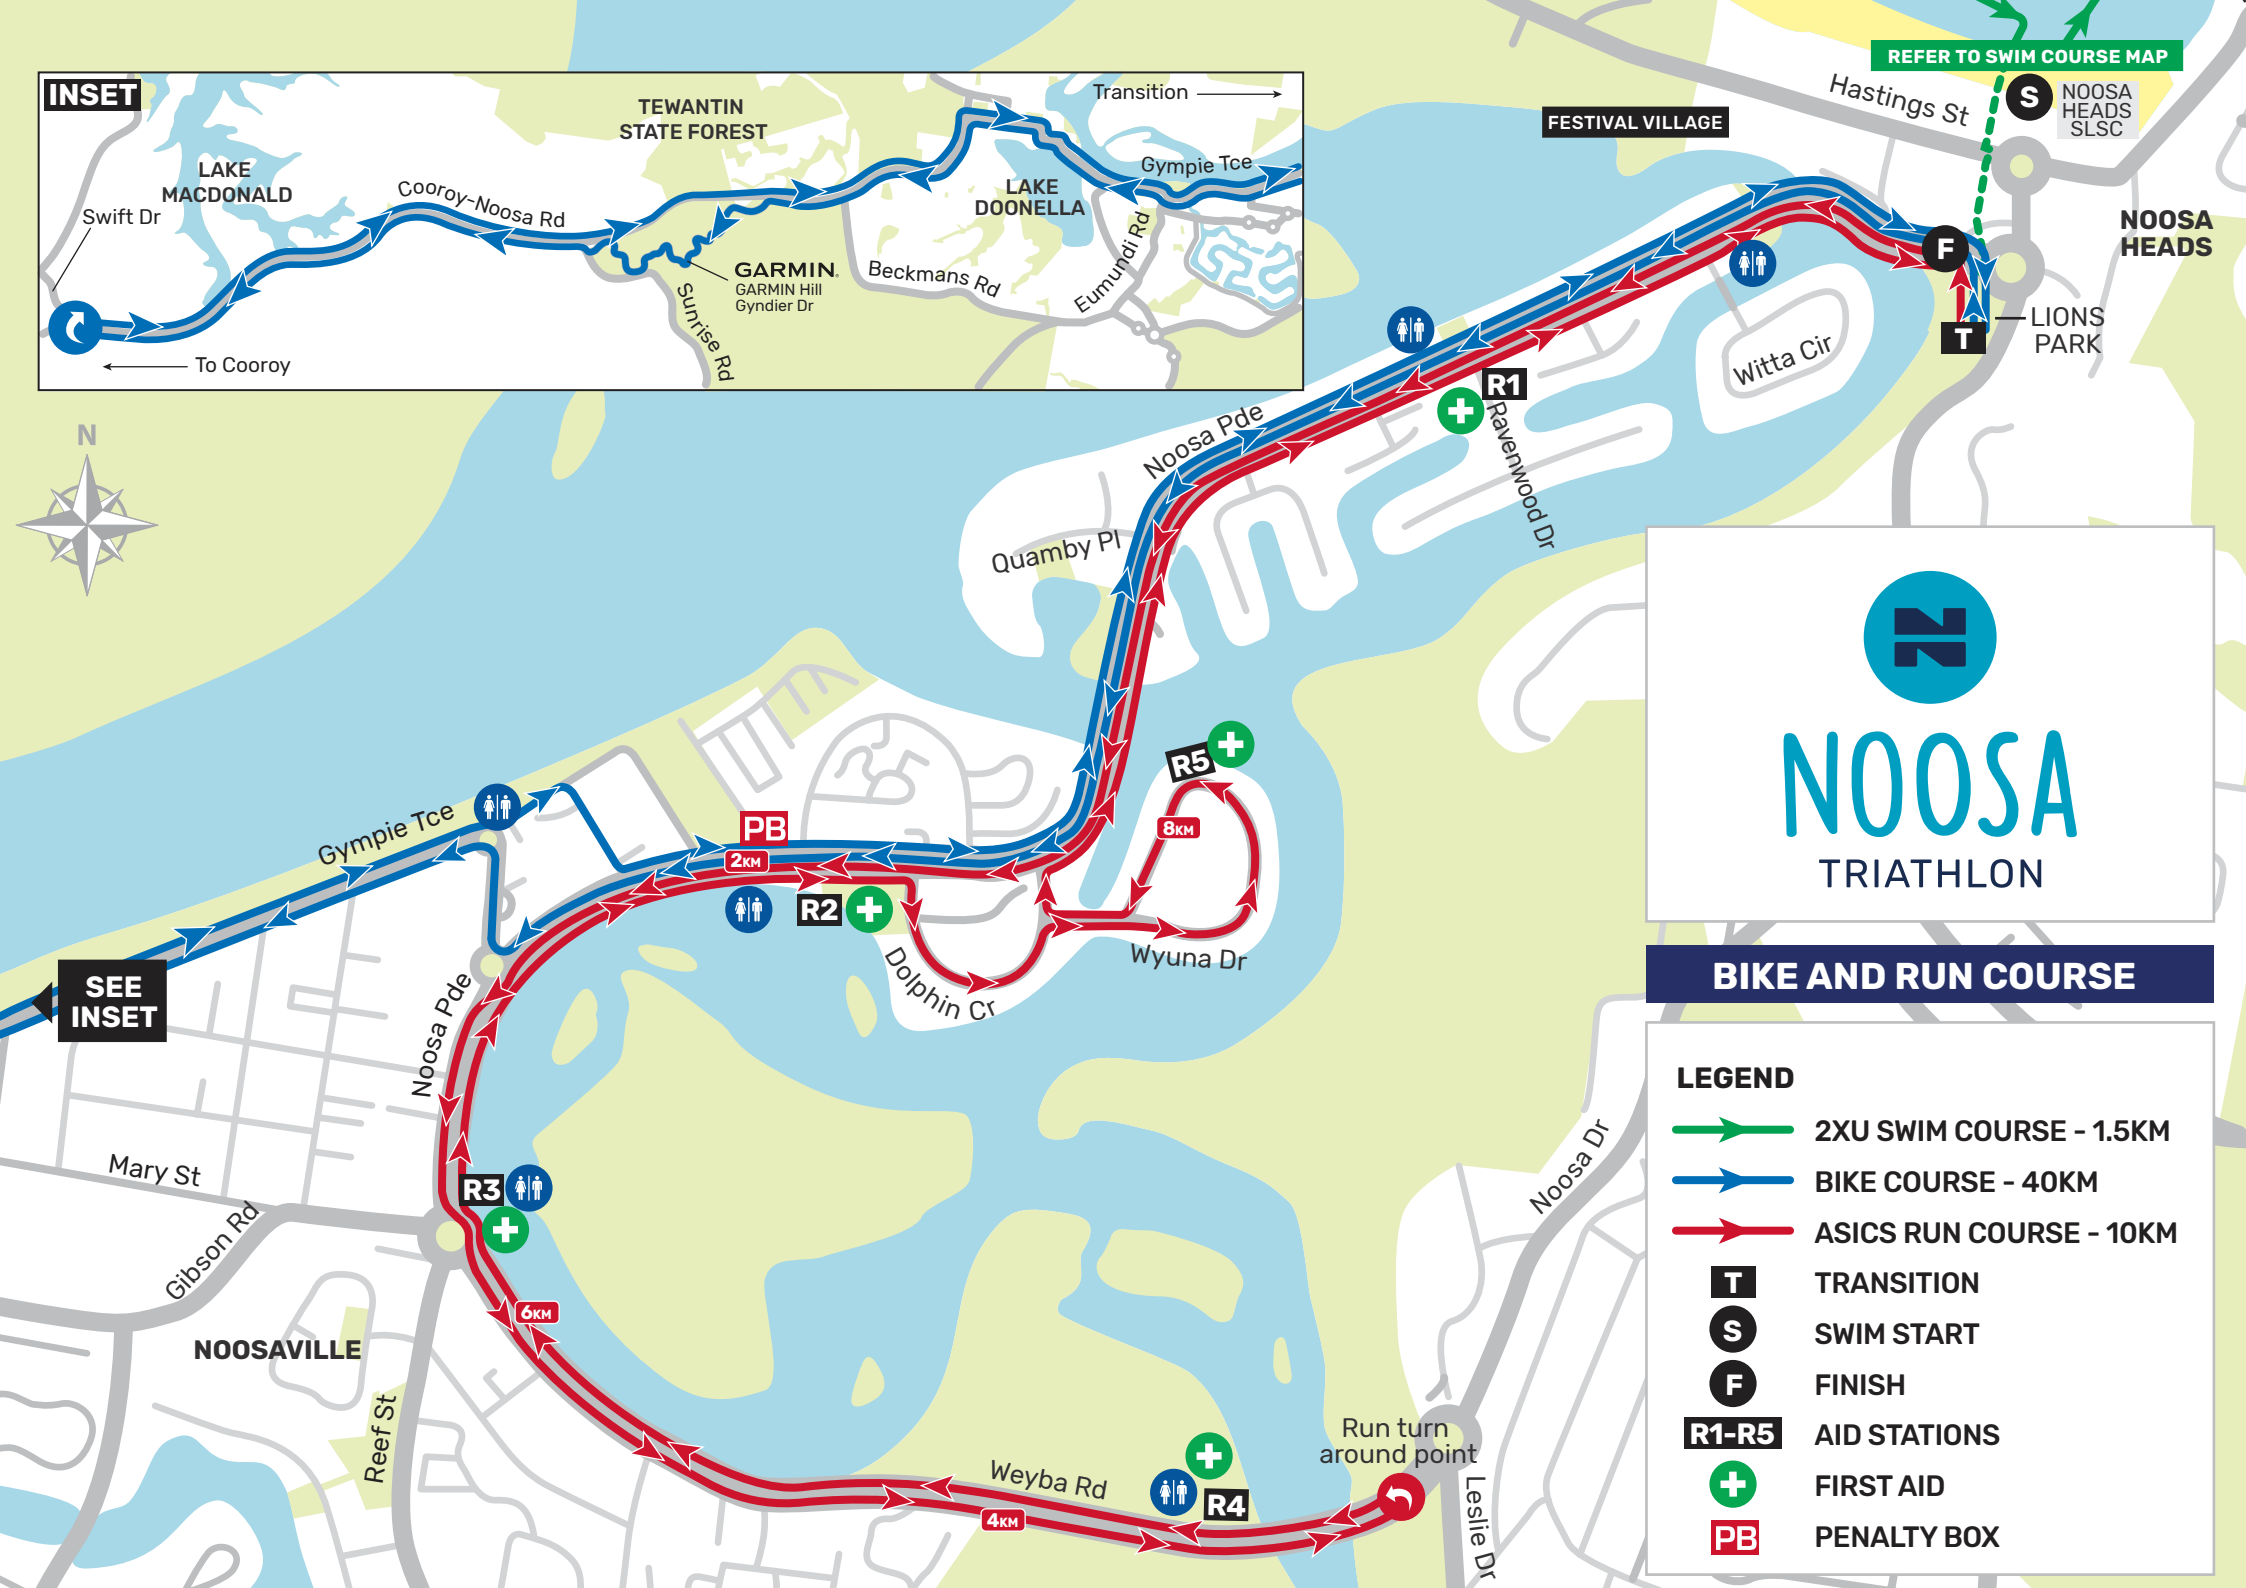 INSET
LAKE
MACDONALD
Swift Dr
Cooroy-Noosa Rd
TEWANTIN
STATE FOREST
Transition
Gympie Tce
LAKE
DOONELLA
GARMIN.
GARMIN Hill
Gyndier Dr
Sunrise Rd
Beckmans Rd
Eumundi Rd
To Cooroy
REFER TO SWIM COURSE MAP
Hastings St
S
NOOSA
HEADS
SLSC
FESTIVAL VILLAGE
NOOSA
HEADS
F
T
LIONS
PARK
Witta Cir
N
R1
Ravenwood Dr
Noosa Pde
Quamby Pl
R5
8KM
Gympie Tce
PB
2KM
R2
Dolphin Cr
Wyuna Dr
SEE
INSET
Noosa Pde
Mary St
Gibson Rd
R3
6KM
NOOSAVILLE
Reef St
Weyba Rd
4KM
R4
Run turn
around point
Noosa Dr
Leslie Dr
N
NOOSA
TRIATHLON
BIKE AND RUN COURSE
LEGEND
2XU SWIM COURSE - 1.5KM
BIKE COURSE - 40KM
ASICS RUN COURSE - 10KM
T TRANSITION
S SWIM START
F FINISH
R1-R5 AID STATIONS
FIRST AID
PB PENALTY BOX